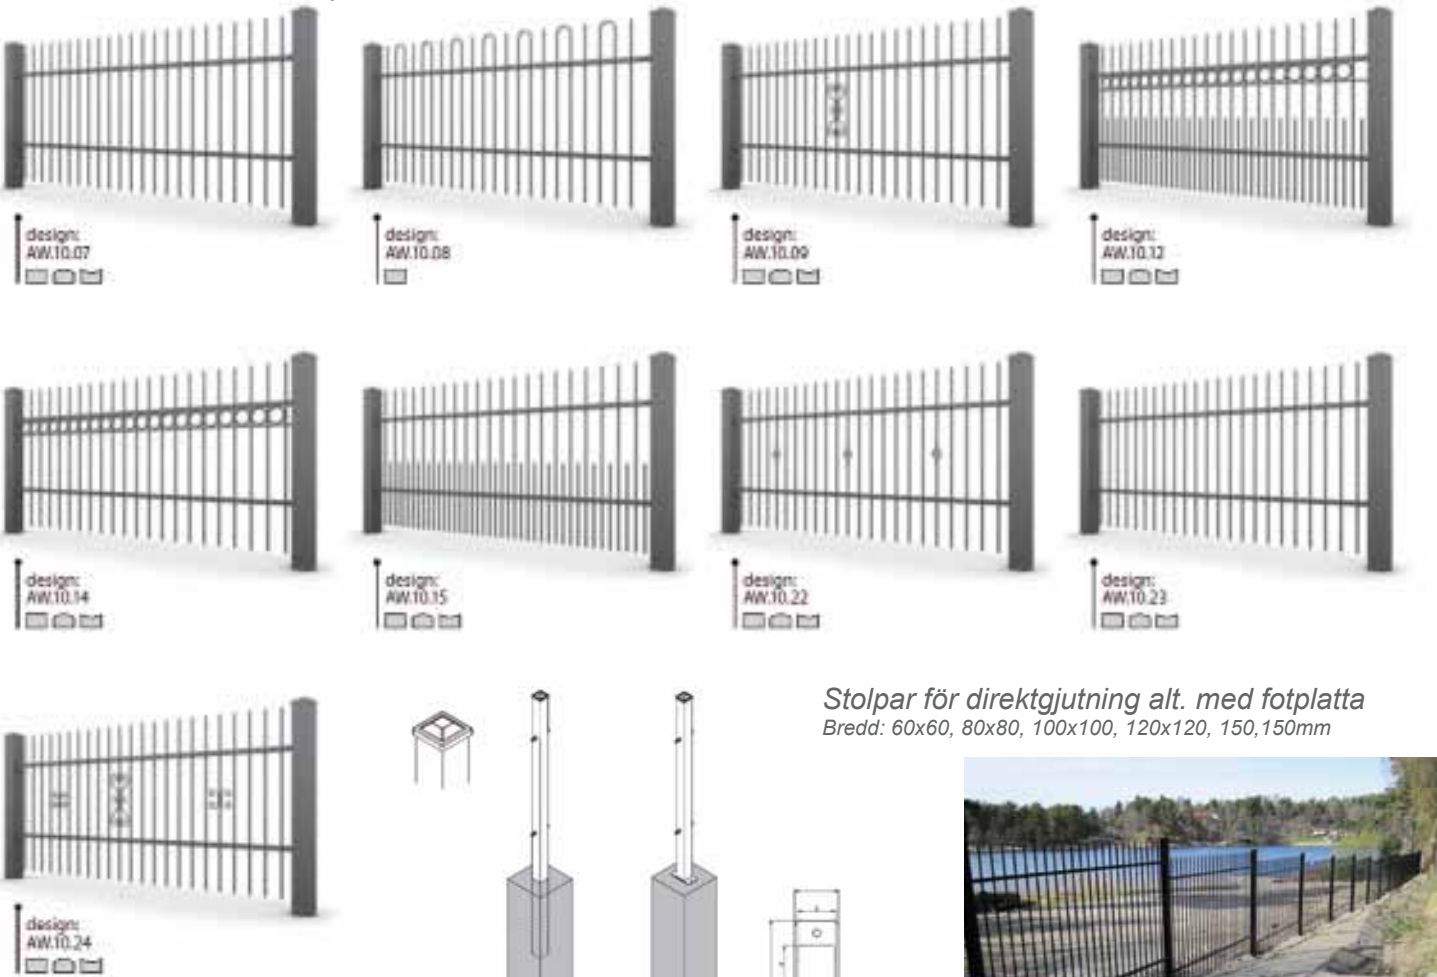 design:
AW.10.07
design:
AW.10.08
design:
AW.10.09
design:
AW.10.12
design:
AW.10.14
design:
AW.10.15
design:
AW.10.22
design:
AW.10.23
design:
AW.10.24
Stolpar för direktgjutning alt. med fotplatta
Bredd: 60x60, 80x80, 100x100, 120x120, 150,150mm